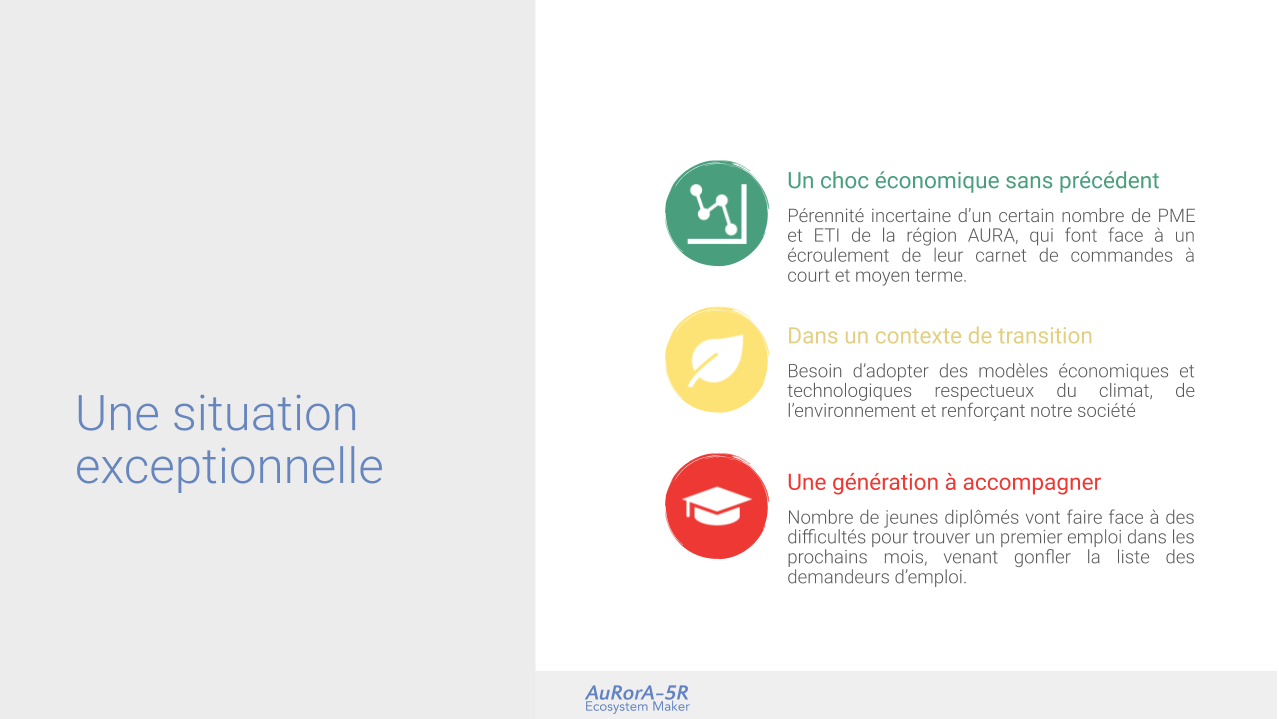 Une situation
exceptionnelle
Un choc économique sans précédent
Pérennité incertaine d’un certain nombre de PME
et ETI de la région AURA, qui font face à un
écroulement de leur carnet de commandes à
court et moyen terme.
Dans un contexte de transition
Besoin d’adopter des modèles économiques et
technologiques respectueux du climat, de
l’environnement et renforçant notre société
Une génération à accompagner
Nombre de jeunes diplômés vont faire face à des
difficultés pour trouver un premier emploi dans les
prochains mois, venant gonfler la liste des
demandeurs d’emploi.
AuRorA-5R
Ecosystem Maker